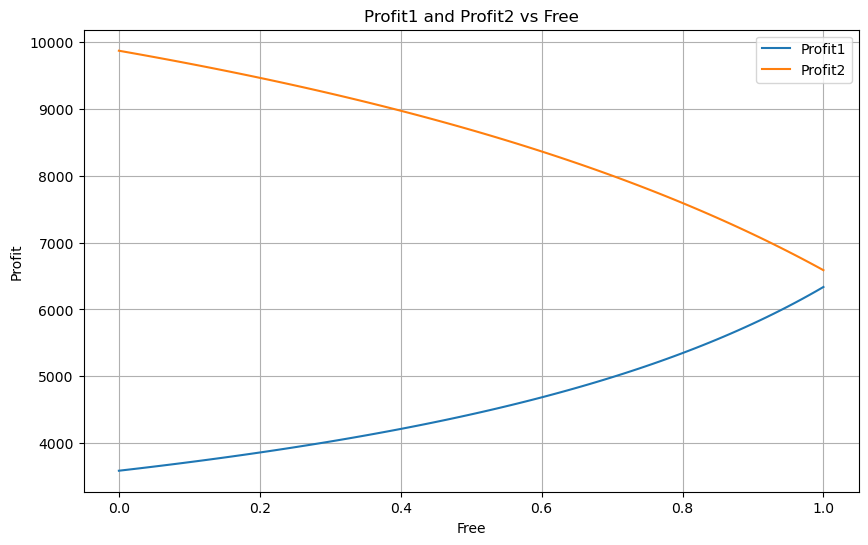 Profit1 and Profit2 vs Free
Profit1
Profit2
10000
9000
8000
7000
6000
5000
4000
Profit
0.0 0.2 0.4 0.6 0.8 1.0
Free